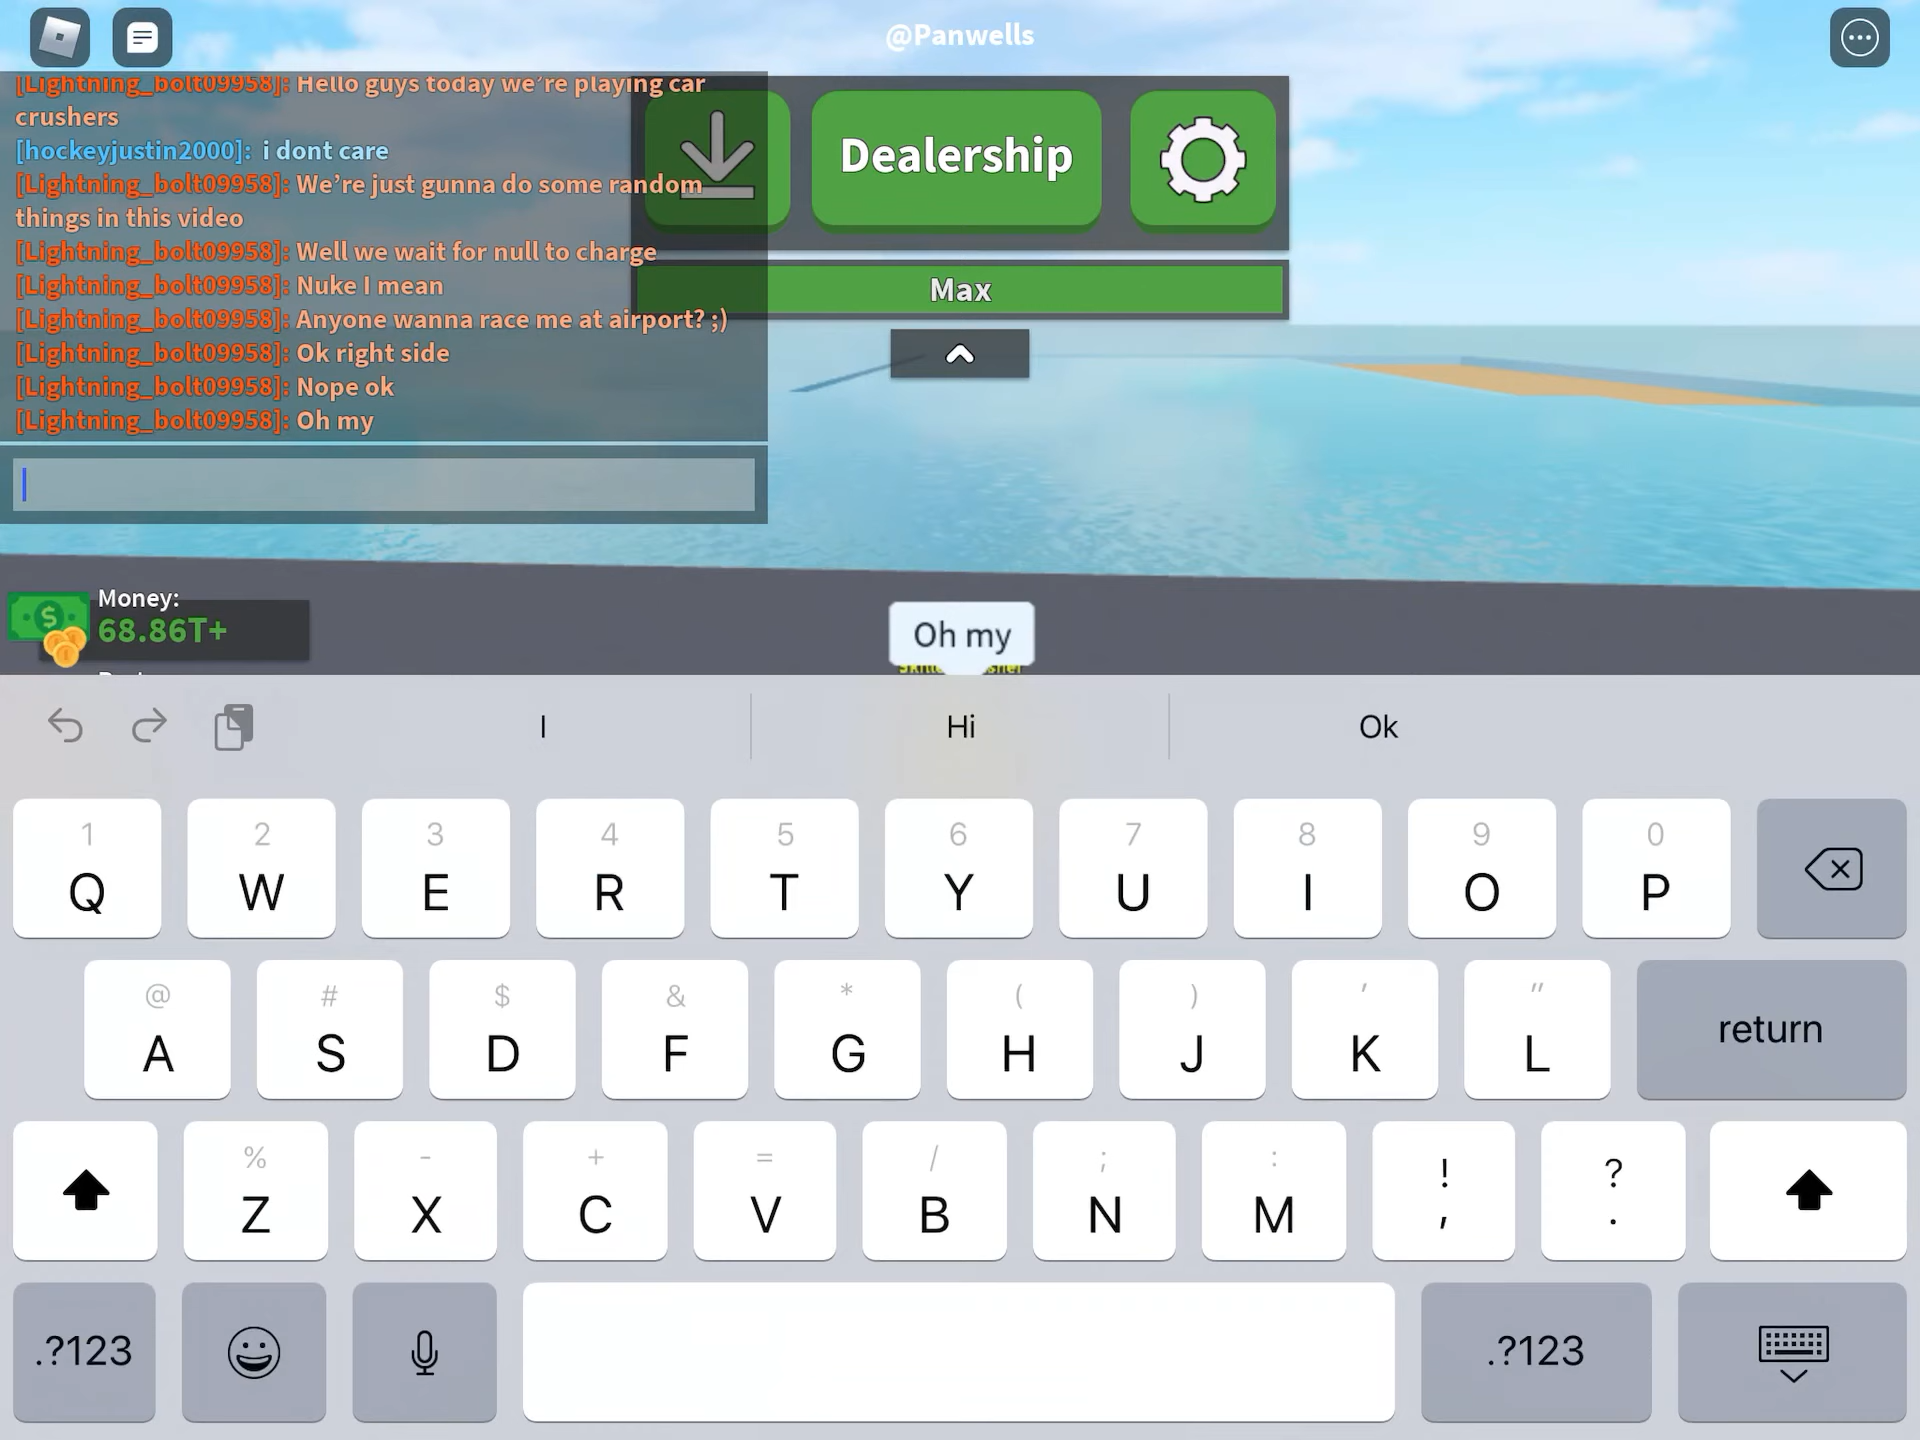 @Panwells
[Lightning_bolt09958]: Hello guys today we’re playing car
crushers
[hockeyjustin2000]: i dont care
[Lightning_bolt09958]: We’re just gunna do some random
things in this video
[Lightning_bolt09958]: Well we wait for null to charge
[Lightning_bolt09958]: Nuke I mean
[Lightning_bolt09958]: Anyone wanna race me at airport? ;)
[Lightning_bolt09958]: Ok right side
[Lightning_bolt09958]: Nope ok
[Lightning_bolt09958]: Oh my
Dealership
Max
Money:
68.86T+
Oh my
I Hi Ok
1 2 3 4 5 6 7 8 9 0
Q W E R T Y U I O P
@ # $ & * ( ) ' "
A S D F G H J K L return
% - + = / ; : ! ?
Z X C V B N M , .
.?123 .?123